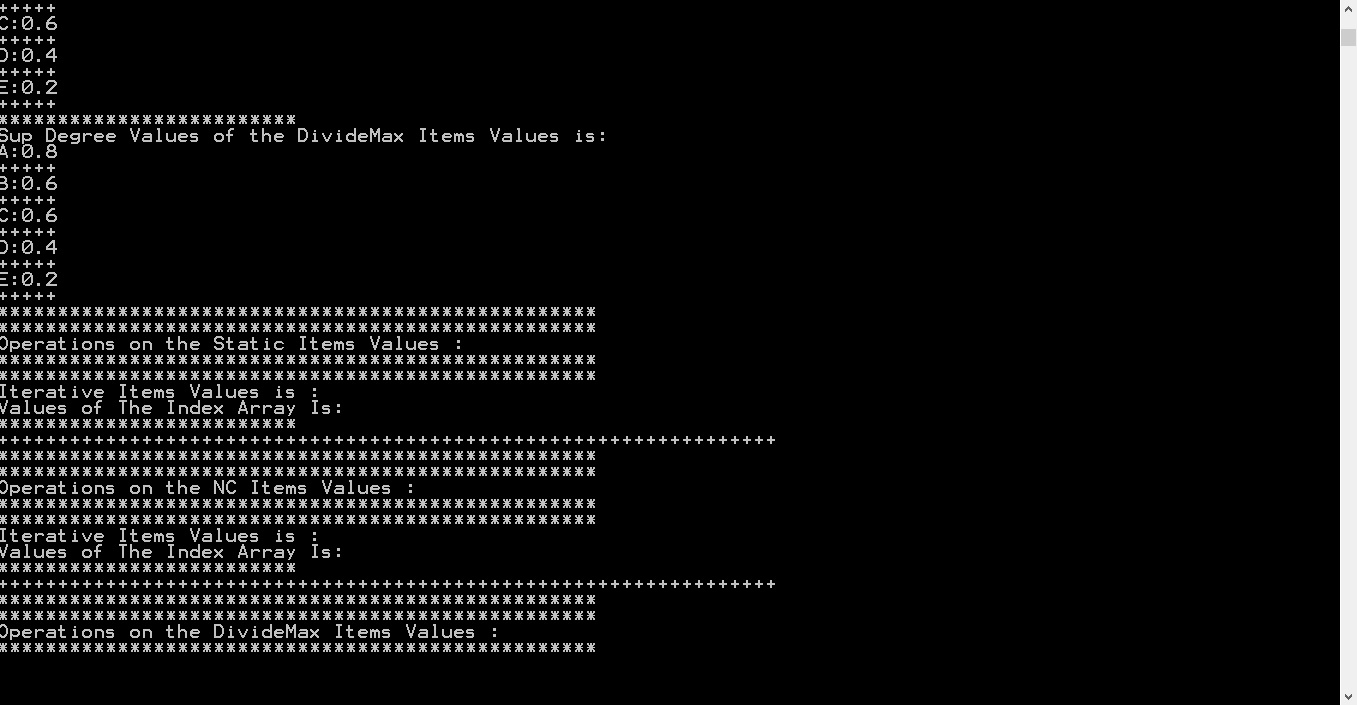 +++++
C:0.6
+++++
D:0.4
+++++
E:0.2
+++++
*************************
Sup Degree Values of the DivideMax Items Values is:
A:0.8
+++++
B:0.6
+++++
C:0.6
+++++
D:0.4
+++++
E:0.2
+++++
**************************************************
**************************************************
Operations on the Static Items Values :
**************************************************
**************************************************
Iterative Items Values is :
Values of The Index Array Is:
*************************
+++++++++++++++++++++++++++++++++++++++++++++++++++++++++++++++++
**************************************************
**************************************************
Operations on the NC Items Values :
**************************************************
**************************************************
Iterative Items Values is :
Values of The Index Array Is:
*************************
+++++++++++++++++++++++++++++++++++++++++++++++++++++++++++++++++
**************************************************
**************************************************
Operations on the DivideMax Items Values :
**************************************************